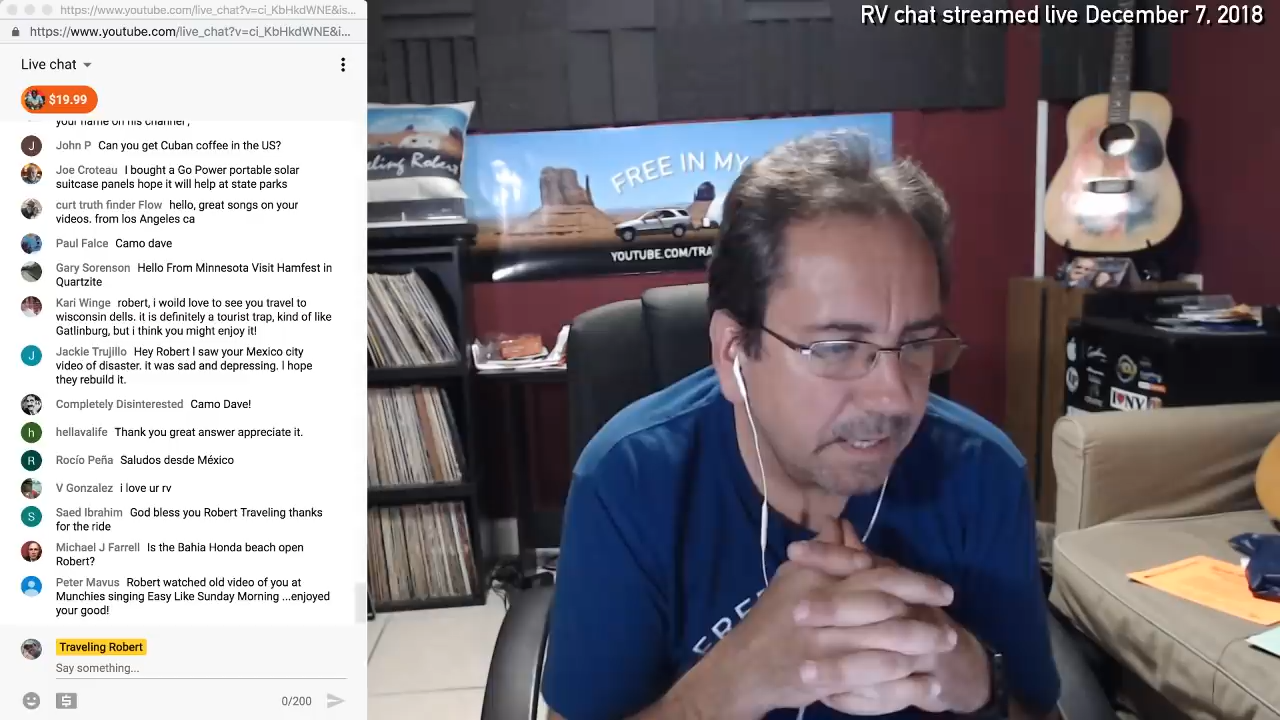 RV chat streamed live December 7, 2018
https://www.youtube.com/live_chat?v=ci_KbHkdWNE&is...
https://www.youtube.com/live_chat?v=ci_KbHkdWNE&i...
Live chat
$19.99
your name on his channel,
John P Can you get Cuban coffee in the US?
Joe Croteau I bought a Go Power portable solar
suitcase panels hope it will help at state parks
curt truth finder Flow hello, great songs on your
videos. from los Angeles ca
Paul Falce Camo dave
Gary Sorenson Hello From Minnesota Visit Hamfest in
Quartzite
Kari Winge robert, i woild love to see you travel to
wisconsin dells. it is definitely a tourist trap, kind of like
Gatlinburg, but i think you might enjoy it!
Jackie Trujillo Hey Robert I saw your Mexico city
video of disaster. It was sad and depressing. I hope
they rebuild it.
Completely Disinterested Camo Dave!
hellavalife Thank you great answer appreciate it.
Rocío Peña Saludos desde México
V Gonzalez i love ur rv
Saed Ibrahim God bless you Robert Traveling thanks
for the ride
Michael J Farrell Is the Bahia Honda beach open
Robert?
Peter Mavus Robert watched old video of you at
Munchies singing Easy Like Sunday Morning ...enjoyed
your good!
Traveling Robert
Say something...
0/200
eling Robert
FREE IN MY
YOUTUBE.COM/TRA
I ♥ NY
FREE